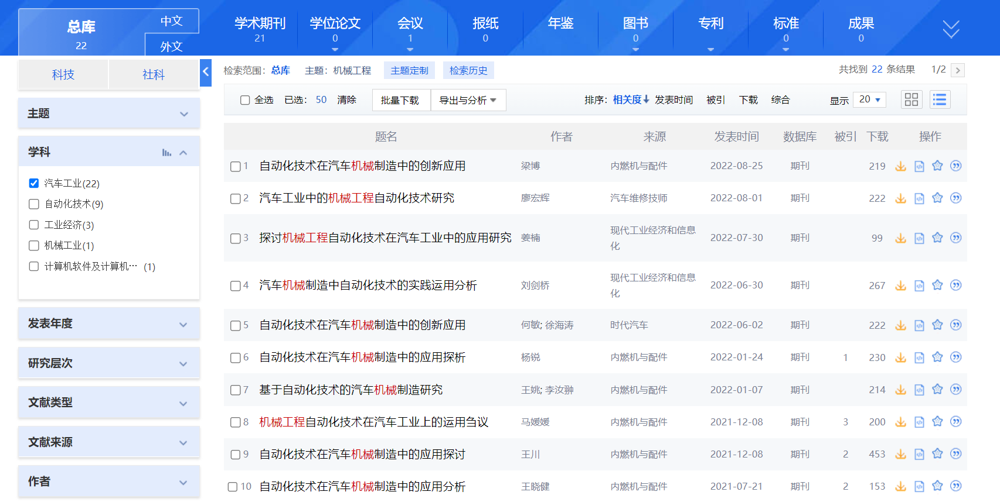 总库
22
中文
外文
学术期刊
21
学位论文
0
会议
1
报纸
0
年鉴
图书
0
专利
标准
0
成果
0
科技
社科
检索范围：总库 主题：机械工程 主题定制 检索历史
共找到 22 条结果 1/2
全选 已选：50 清除 批量下载 导出与分析
排序：相关度 发表时间 被引 下载 综合 显示 20
主题
学科
汽车工业(22)
自动化技术(9)
工业经济(3)
机械工业(1)
计算机软件及计算机… (1)
发表年度
研究层次
文献类型
文献来源
作者
题名 作者 来源 发表时间 数据库 被引 下载 操作
1 自动化技术在汽车机械制造中的创新应用 梁博 内燃机与配件 2022-08-25 期刊 219
2 汽车工业中的机械工程自动化技术研究 廖宏辉 汽车维修技师 2022-08-01 期刊 222
3 探讨机械工程自动化技术在汽车工业中的应用研究 姜楠 现代工业经济和信息化 2022-07-30 期刊 99
4 汽车机械制造中自动化技术的实践运用分析 刘剑桥 现代工业经济和信息化 2022-06-30 期刊 267
5 自动化技术在汽车机械制造中的创新应用 何敏; 徐海涛 时代汽车 2022-06-02 期刊 222
6 自动化技术在汽车机械制造中的应用探析 杨锐 内燃机与配件 2022-01-24 期刊 1 230
7 基于自动化技术的汽车机械制造研究 王姚; 李汝翀 内燃机与配件 2022-01-07 期刊 214
8 机械工程自动化技术在汽车工业上的运用刍议 马媛媛 内燃机与配件 2021-12-08 期刊 3 200
9 自动化技术在汽车机械制造中的应用探讨 王川 内燃机与配件 2021-12-08 期刊 2 453
10 自动化技术在汽车机械制造中的应用分析 王晓健 内燃机与配件 2021-07-21 期刊 2 153